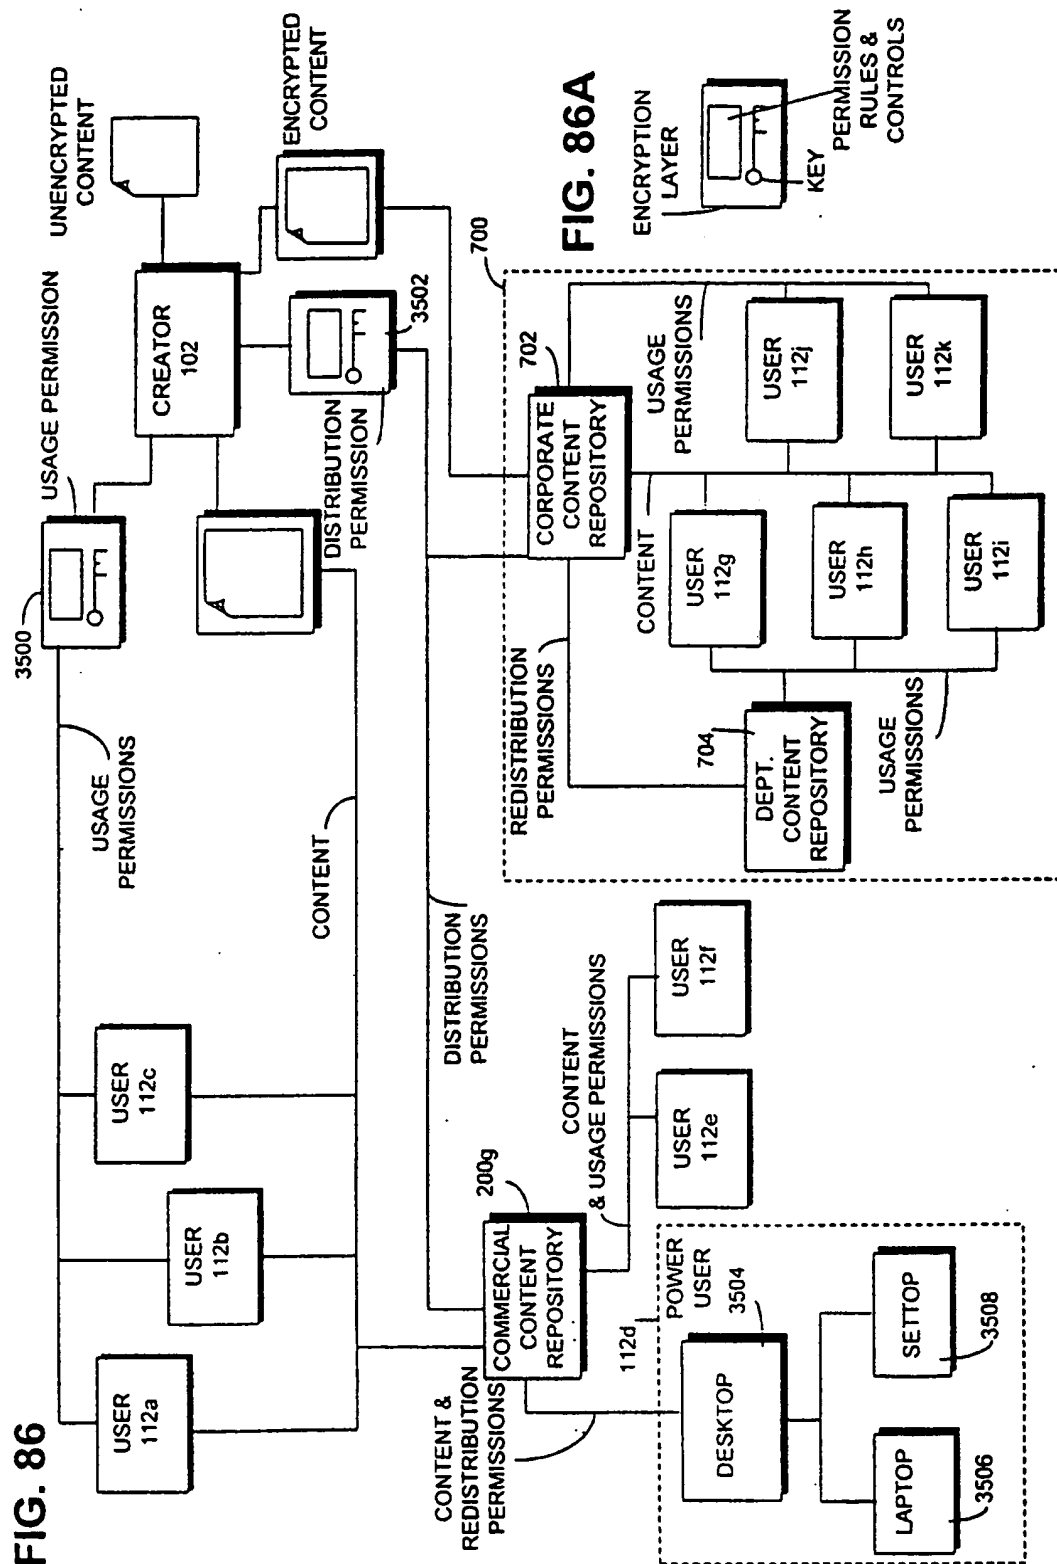 FIG. 86
USER
112a
USER
112b
USER
112c
USAGE
PERMISSIONS
CONTENT
3500
USAGE PERMISSION
CREATOR
102
UNENCRYPTED
CONTENT
ENCRYPTED
CONTENT
DISTRIBUTION
PERMISSION
3502
DISTRIBUTION
PERMISSIONS
CONTENT &
REDISTRIBUTION
PERMISSIONS
COMMERCIAL
CONTENT
REPOSITORY
200g
CONTENT
& USAGE PERMISSIONS
USER
112e
USER
112f
112d
POWER
USER
3504
DESKTOP
LAPTOP
3506
SETTOP
3508
700
CORPORATE
CONTENT
REPOSITORY
702
REDISTRIBUTION
PERMISSIONS
CONTENT
USAGE
PERMISSIONS
704
DEPT.
CONTENT
REPOSITORY
USER
112g
USER
112h
USER
112i
USER
112j
USER
112k
USAGE
PERMISSIONS
FIG. 86A
ENCRYPTION
LAYER
KEY
PERMISSION
RULES &
CONTROLS